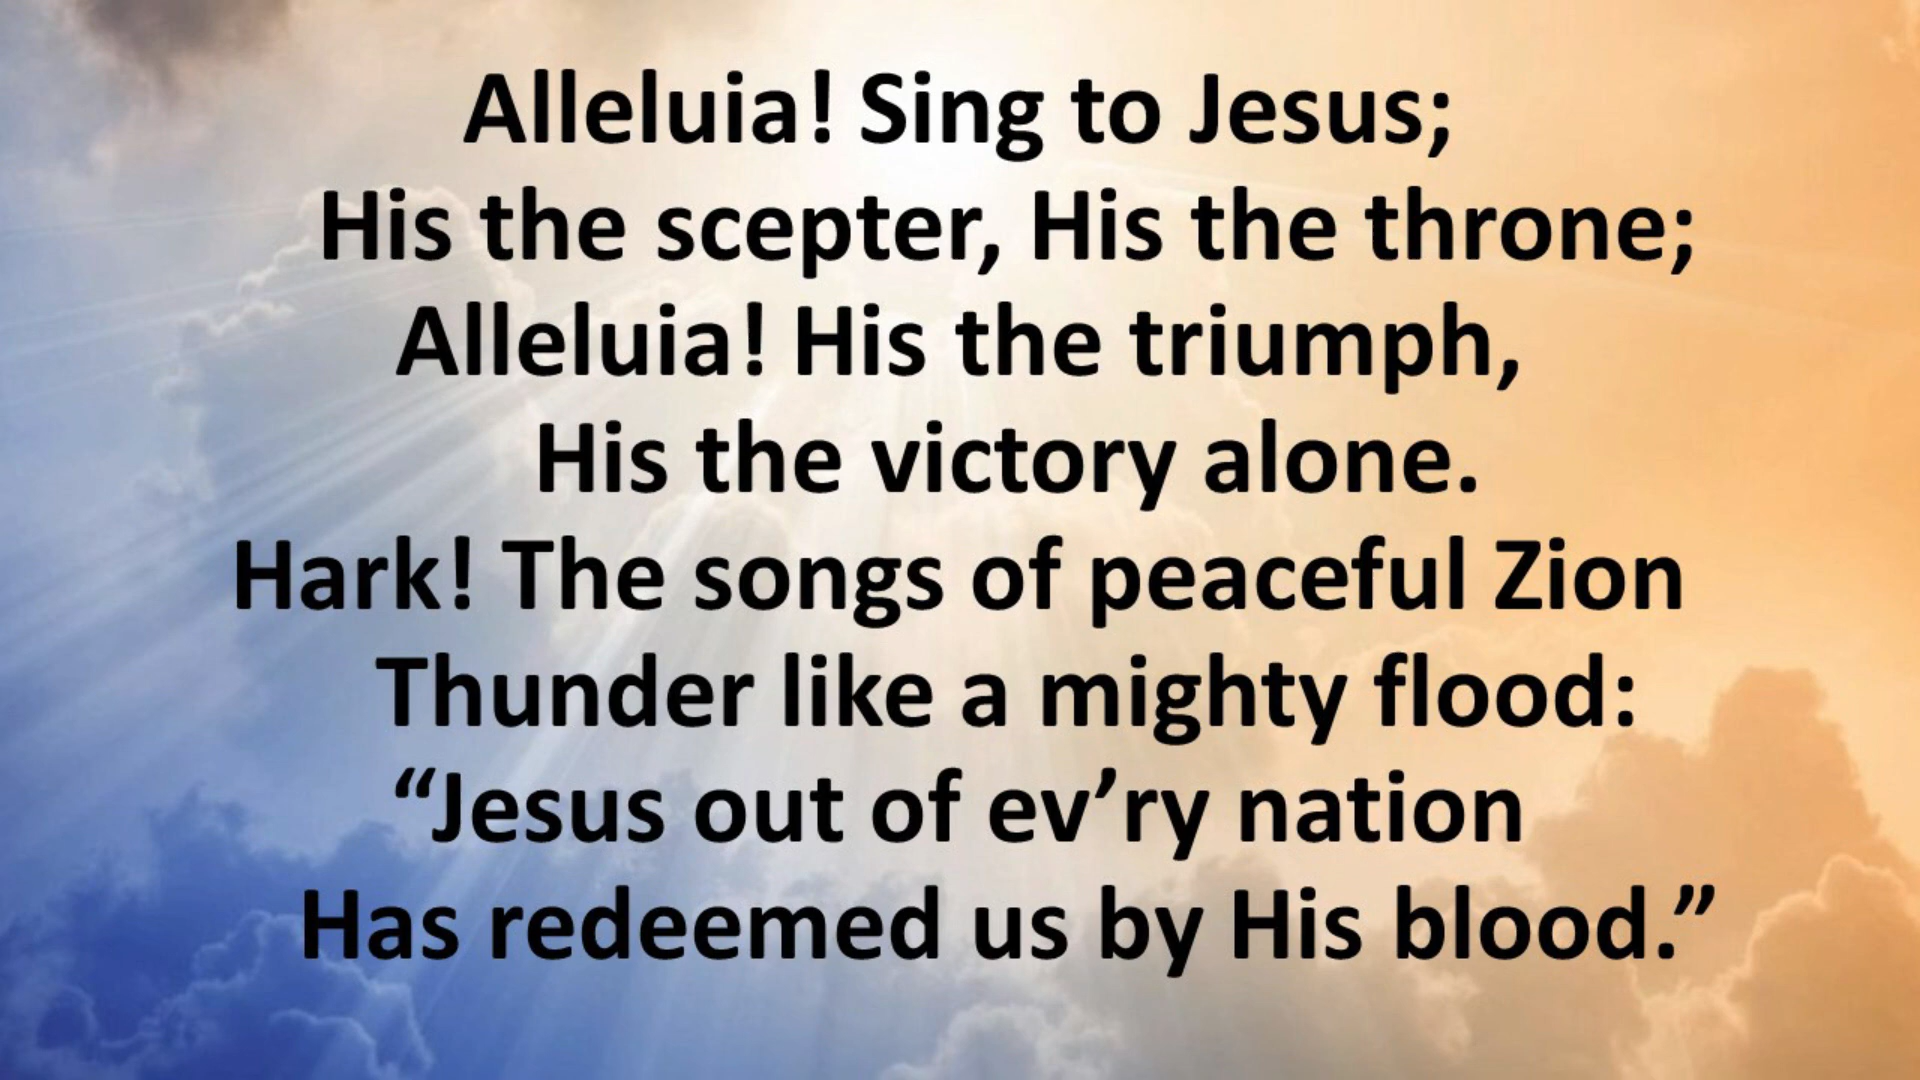 Alleluia! Sing to Jesus;
His the scepter, His the throne;
Alleluia! His the triumph,
His the victory alone.
Hark! The songs of peaceful Zion
Thunder like a mighty flood:
“Jesus out of ev’ry nation
Has redeemed us by His blood.”